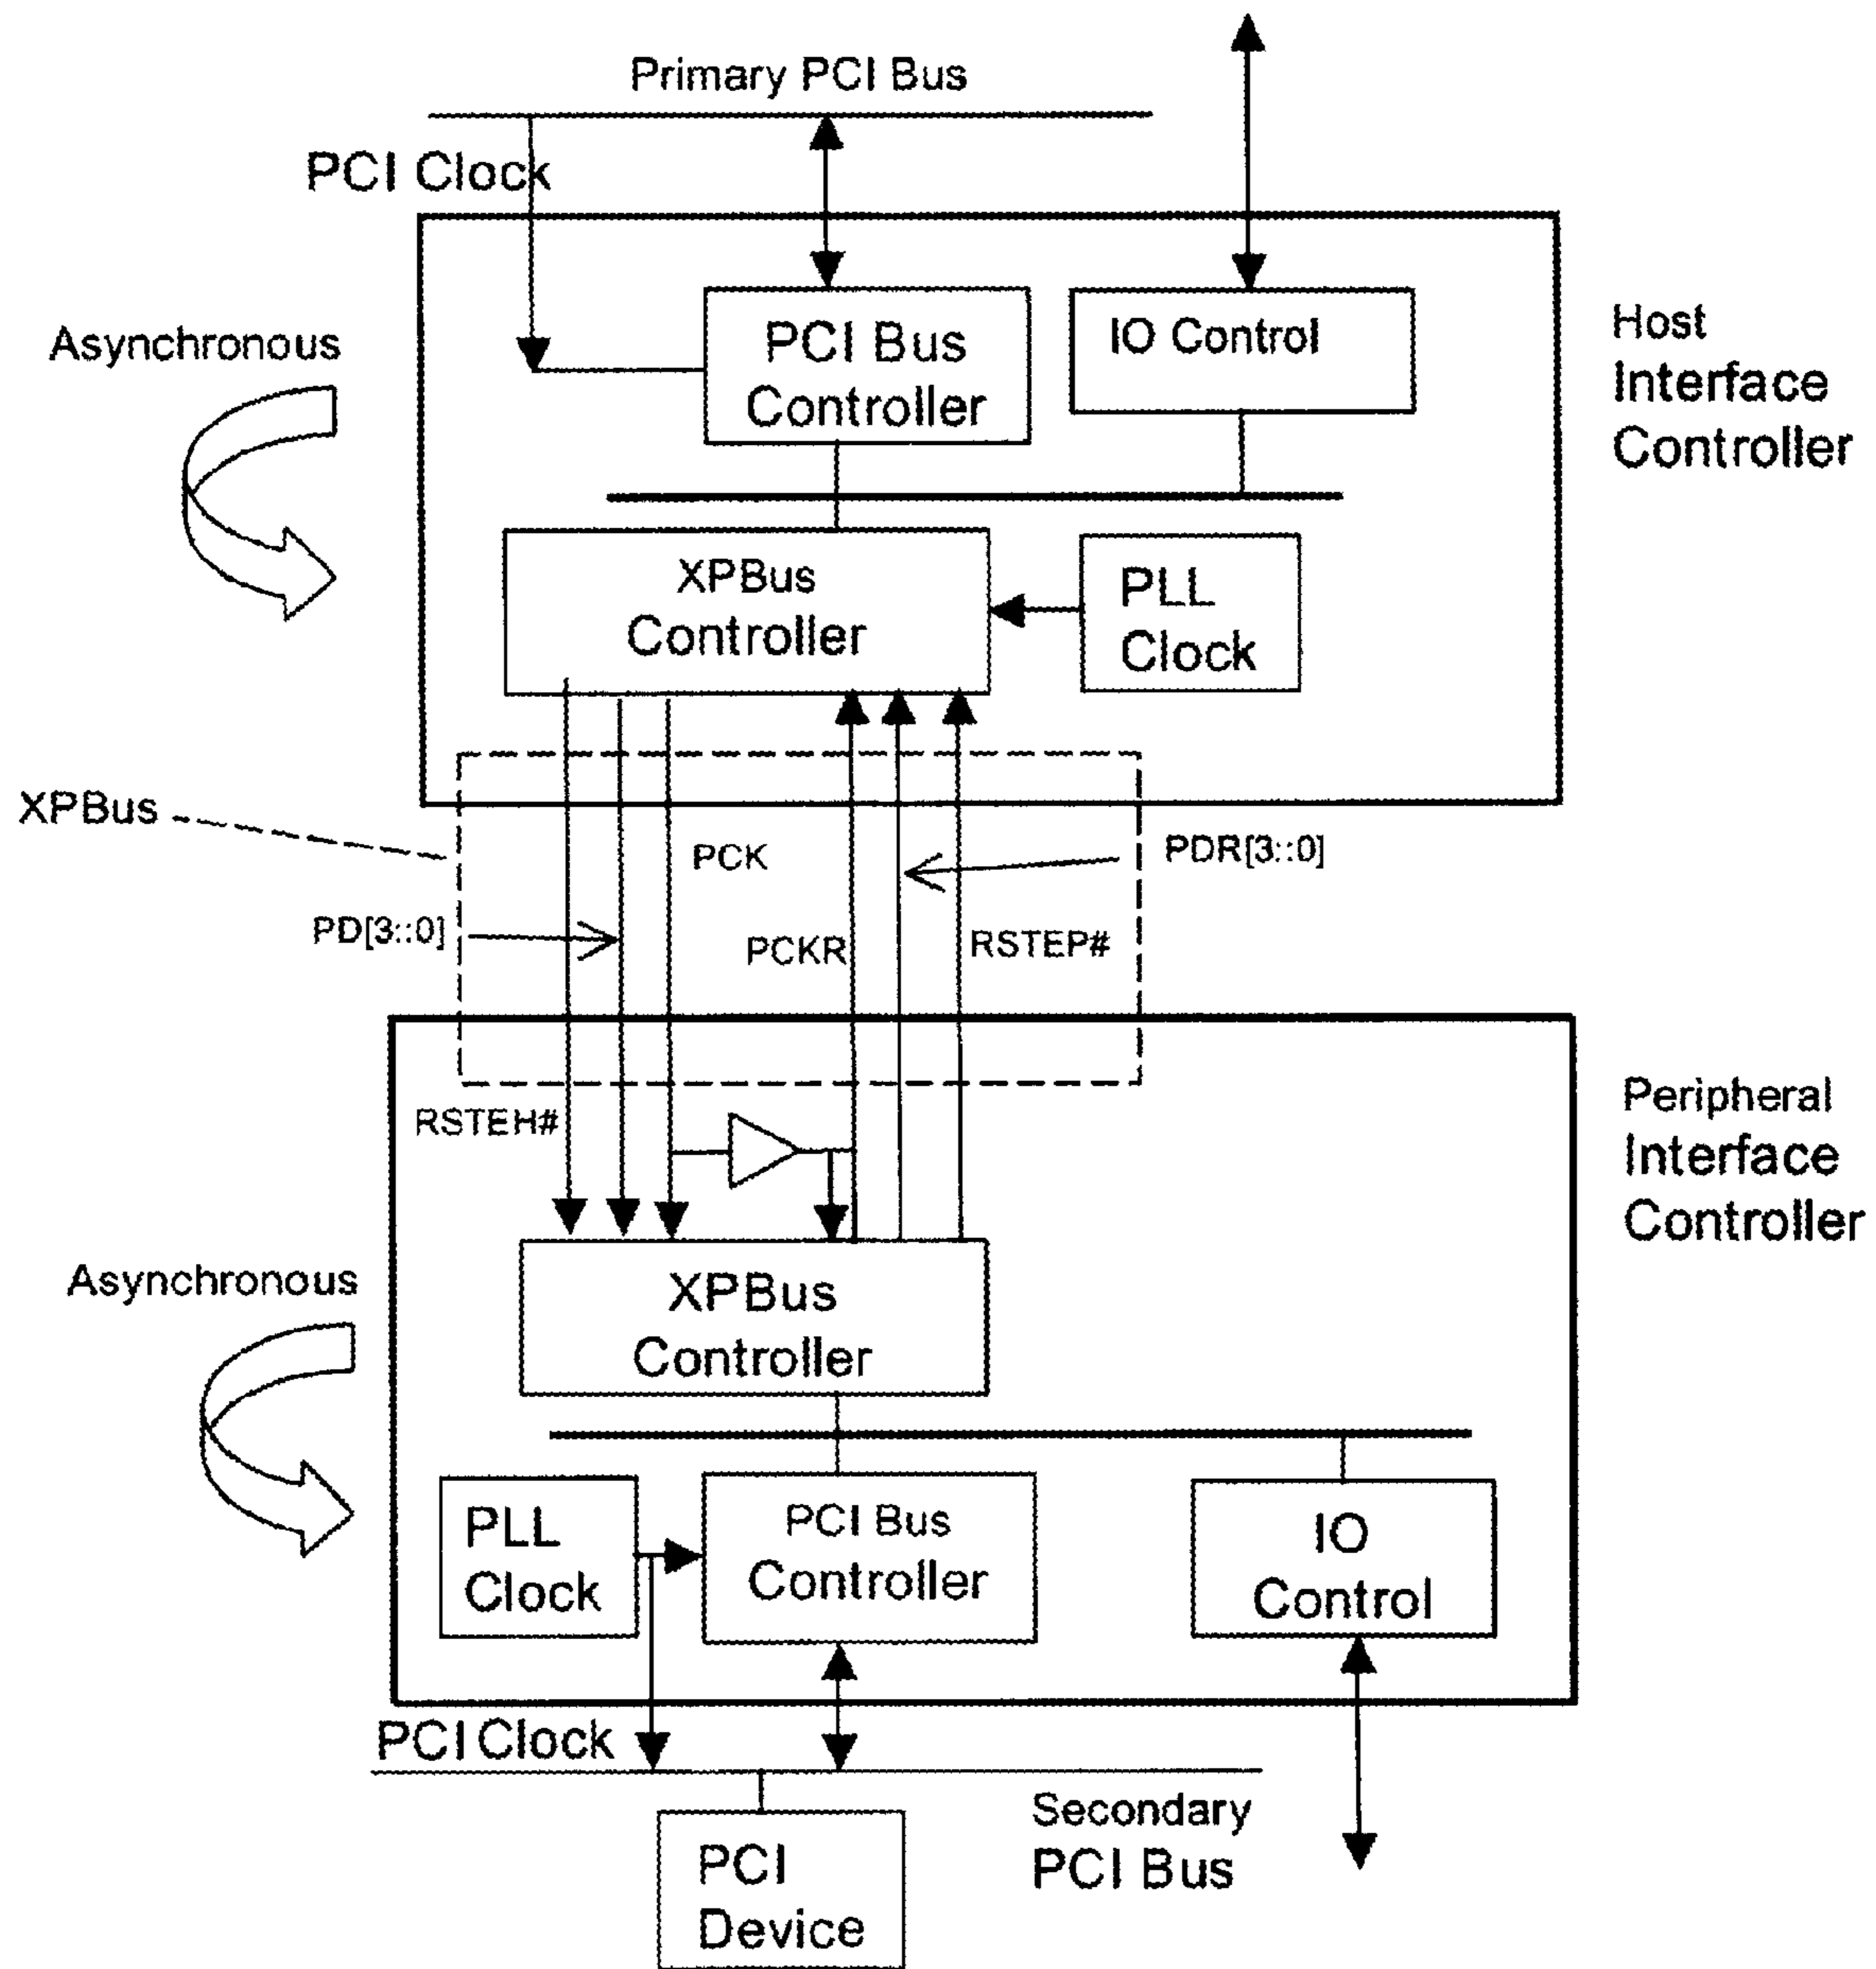 Primary PCI Bus
PCI Clock
Asynchronous
PCI Bus
Controller
IO Control
Host
Interface
Controller
XPBus
Controller
PLL
Clock
XPBus
PCK
PDR[3::0]
PD[3::0]
PCKR
RSTEP#
RSTEH#
Peripheral
Interface
Controller
Asynchronous
XPBus
Controller
PLL
Clock
PCI Bus
Controller
IO
Control
PCI Clock
Secondary
PCI Bus
PCI
Device